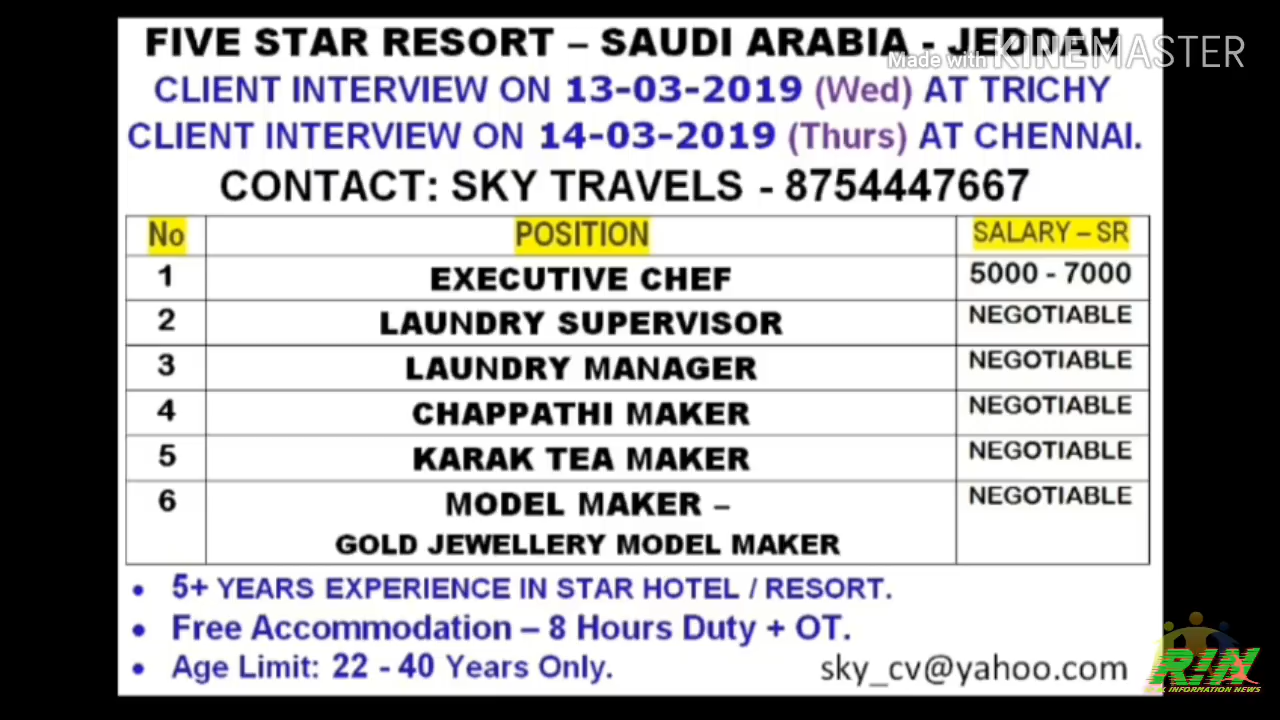 FIVE STAR RESORT – SAUDI ARABIA - JEDDAH
Made with KINEMASTER
CLIENT INTERVIEW ON 13-03-2019 (Wed) AT TRICHY
CLIENT INTERVIEW ON 14-03-2019 (Thurs) AT CHENNAI.
CONTACT: SKY TRAVELS - 8754447667
No POSITION SALARY – SR
1 EXECUTIVE CHEF 5000 - 7000
2 LAUNDRY SUPERVISOR NEGOTIABLE
3 LAUNDRY MANAGER NEGOTIABLE
4 CHAPPATHI MAKER NEGOTIABLE
5 KARAK TEA MAKER NEGOTIABLE
6 MODEL MAKER – NEGOTIABLE
GOLD JEWELLERY MODEL MAKER
• 5+ YEARS EXPERIENCE IN STAR HOTEL / RESORT.
• Free Accommodation – 8 Hours Duty + OT.
• Age Limit: 22 - 40 Years Only. sky_cv@yahoo.com
RIN
INFORMATION NEWS